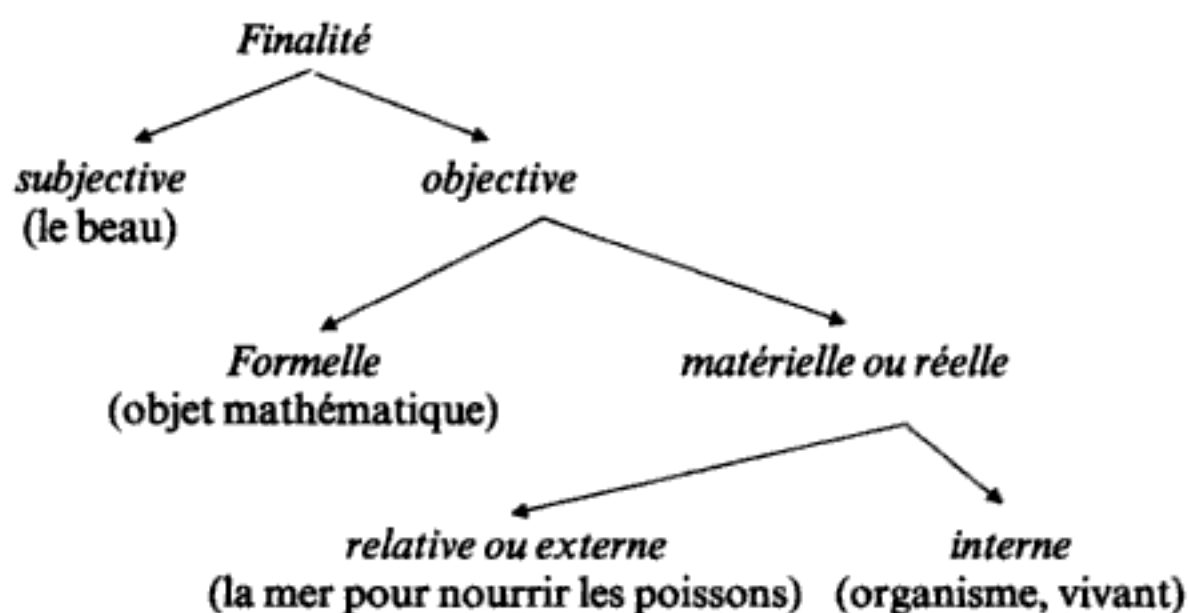 Finalité
subjective
(le beau)
objective
Formelle
(objet mathématique)
matérielle ou réelle
relative ou externe
(la mer pour nourrir les poissons)
interne
(organisme, vivant)